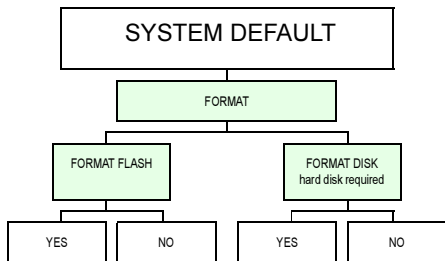 SYSTEM DEFAULT
FORMAT
FORMAT FLASH
FORMAT DISK
hard disk required
YES
NO
YES
NO